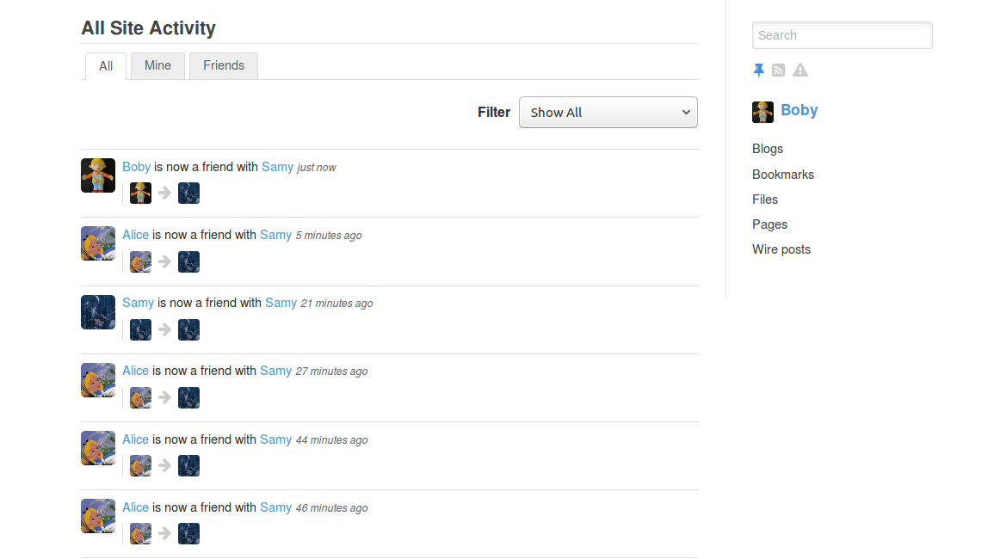 All Site Activity
All Mine Friends
Filter Show All
Boby is now a friend with Samy just now
Alice is now a friend with Samy 5 minutes ago
Samy is now a friend with Samy 21 minutes ago
Alice is now a friend with Samy 27 minutes ago
Alice is now a friend with Samy 44 minutes ago
Alice is now a friend with Samy 46 minutes ago
Search
Boby
Blogs
Bookmarks
Files
Pages
Wire posts